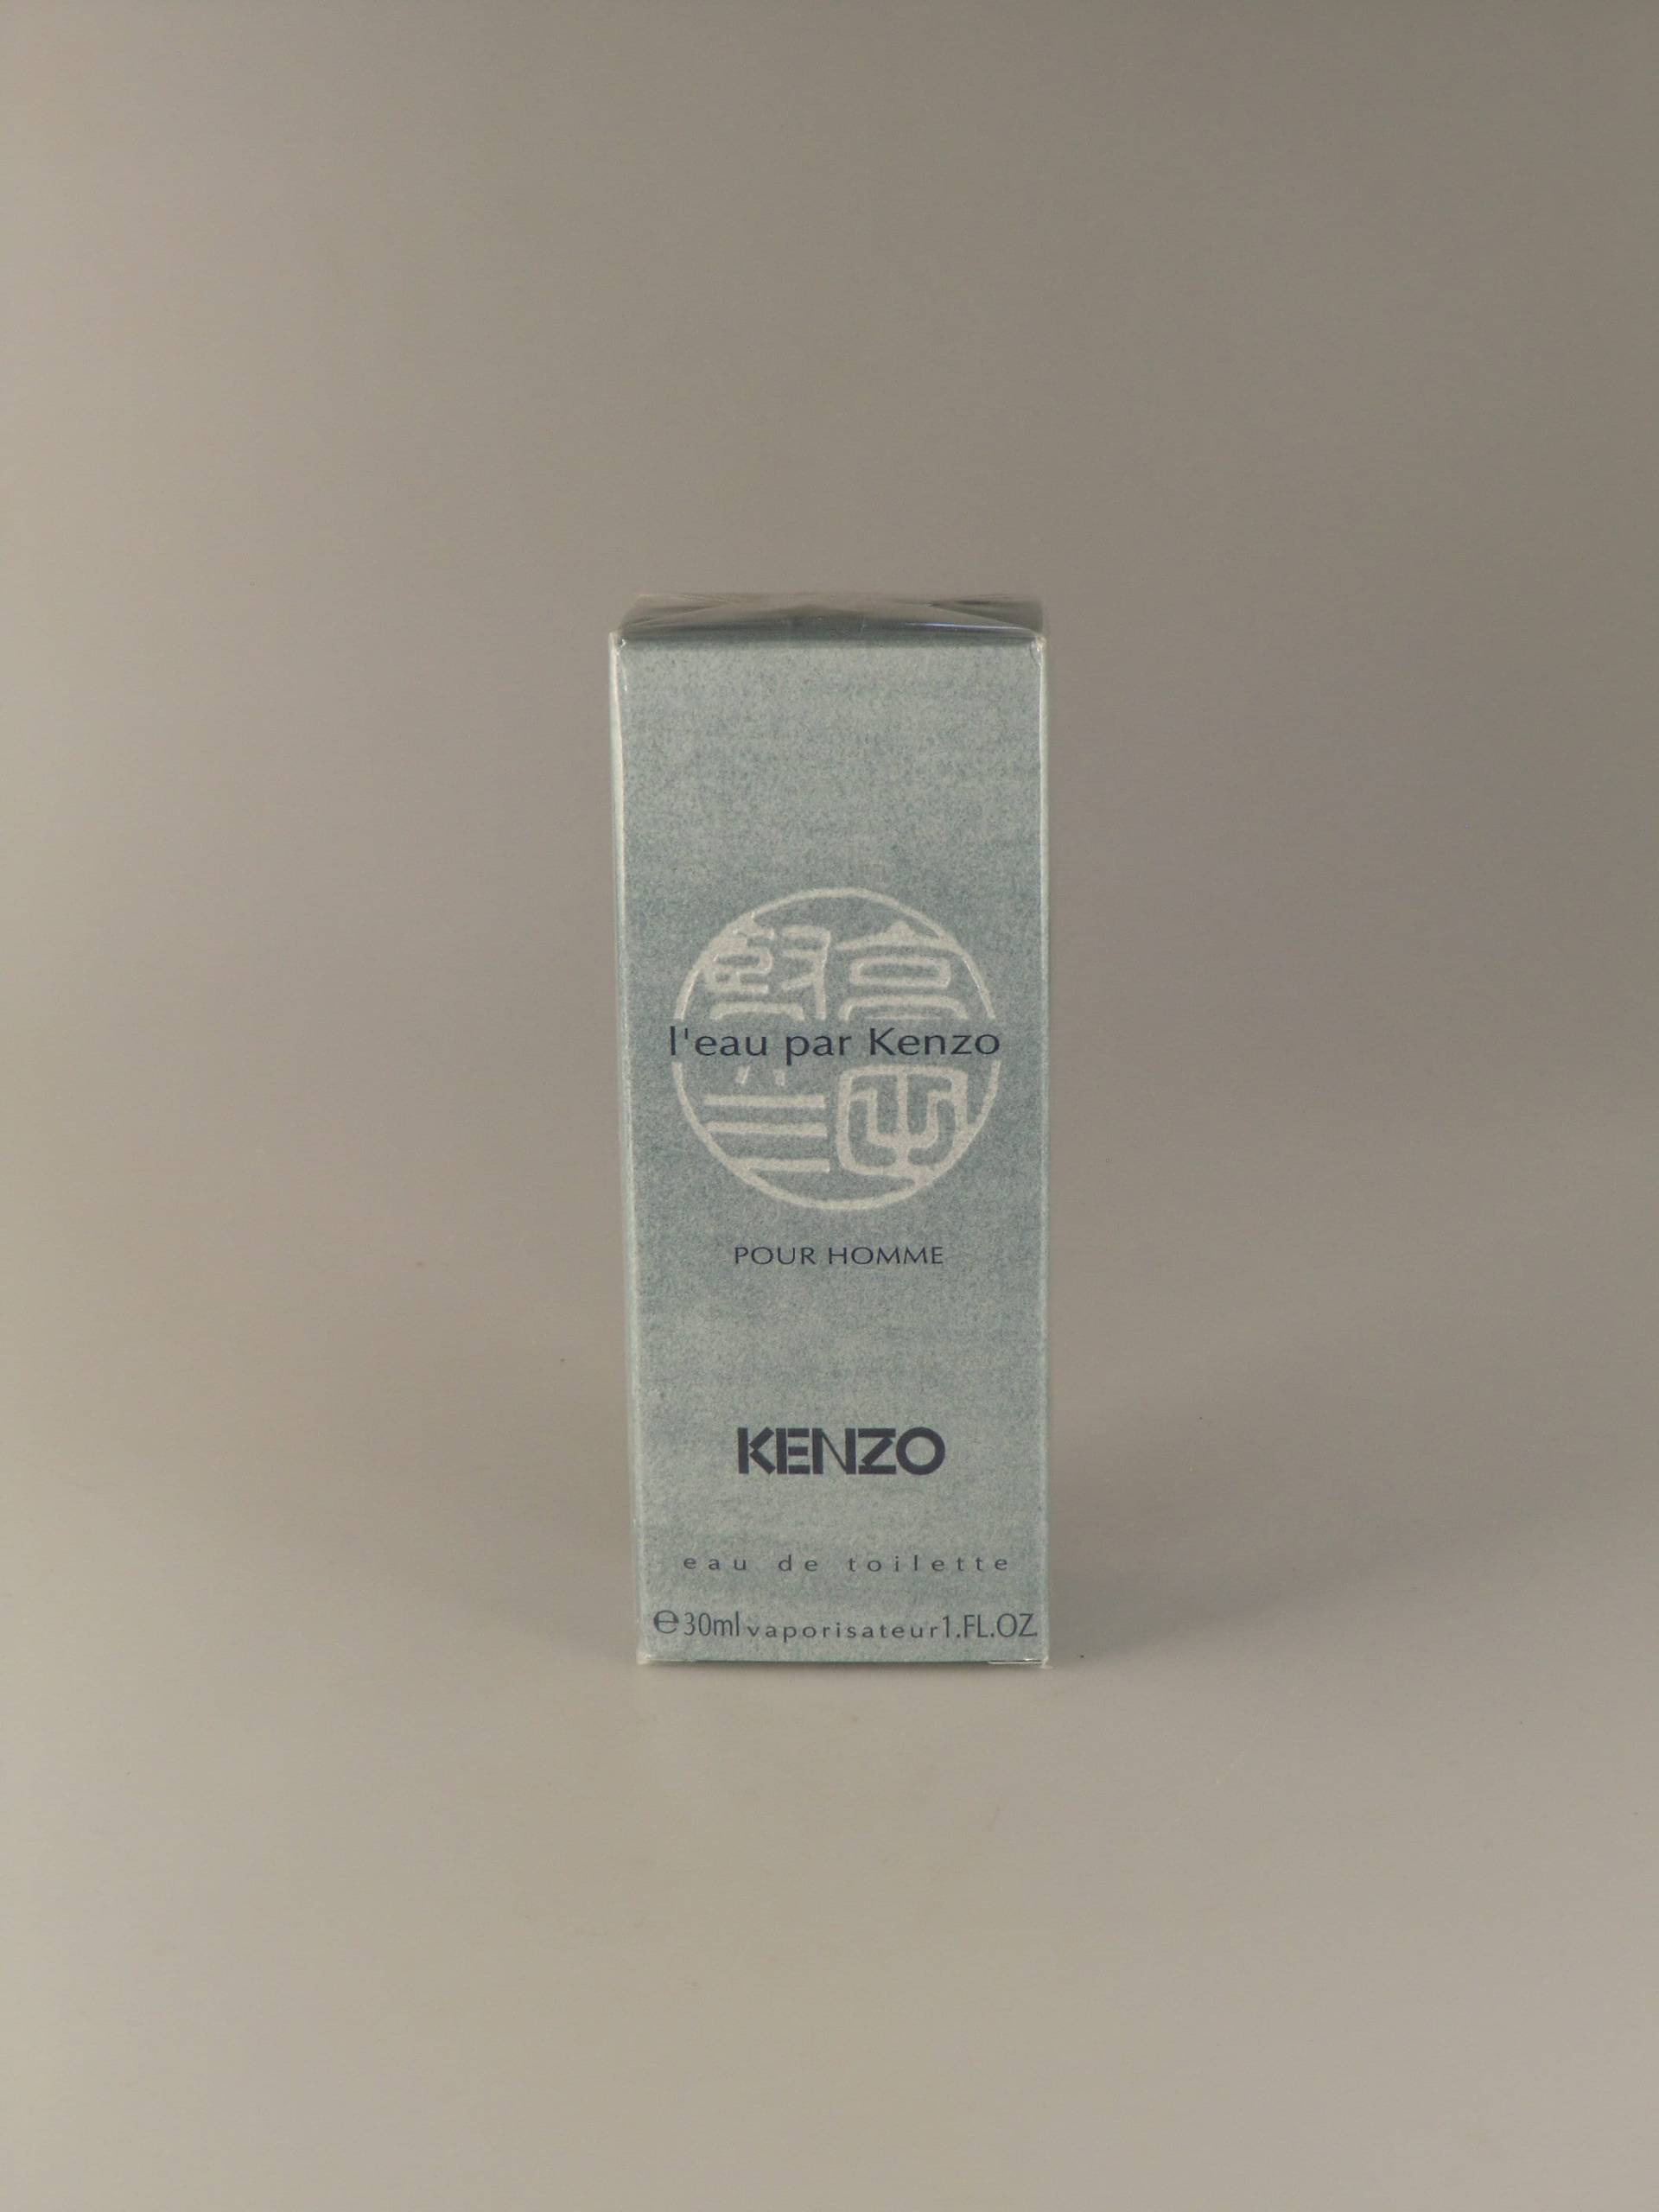 l'eau par Kenzo
POUR HOMME
KENZO
eau de toilette
℮30ml vaporisateur 1.FL.OZ.